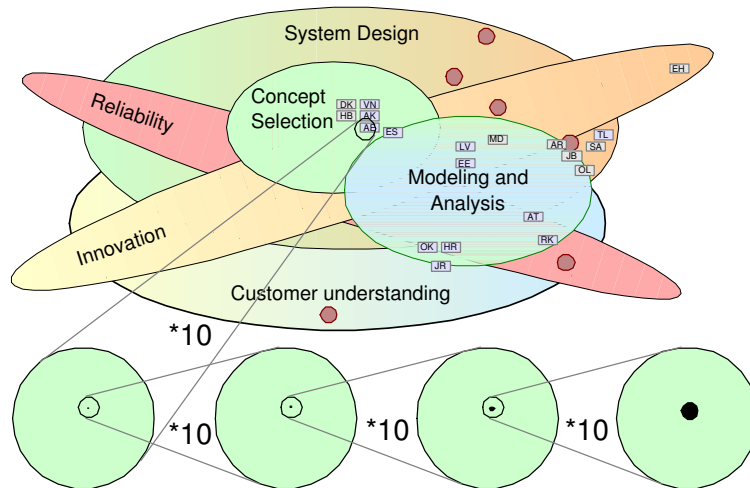 System Design
EH
Reliability
Concept
Selection
DK
VN
HB
AK
AE
ES
MD
LV
EE
AR
TL
SA
JB
OL
Modeling and
Analysis
AT
RK
OK
HR
JR
Innovation
Customer understanding
*10
*10
*10
*10